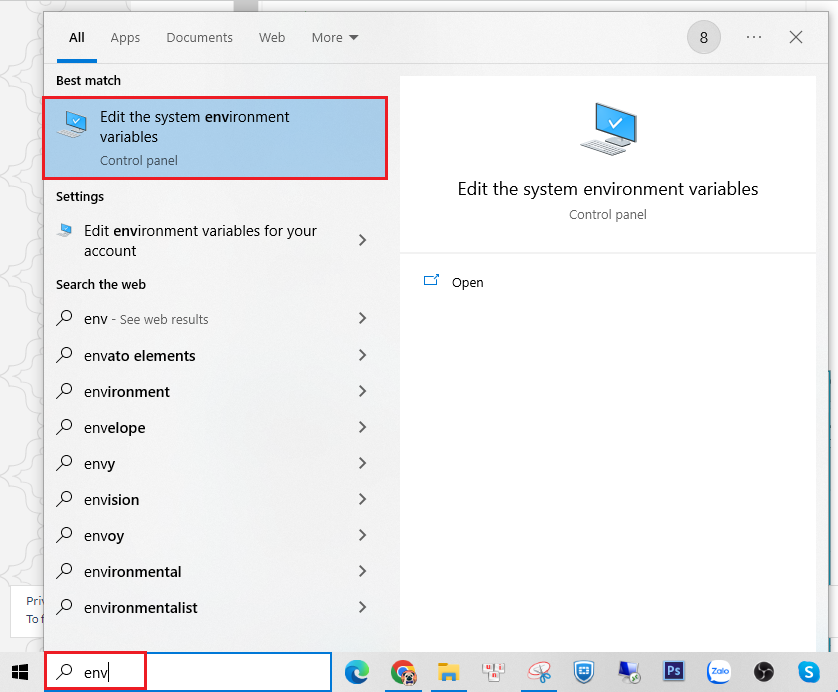 All Apps Documents Web More 8 ...
Best match
Edit the system environment
variables
Control panel
Settings
Edit environment variables for your
account
Search the web
env - See web results
envato elements
environment
envelope
envy
envision
envoy
environmental
environmentalist
Edit the system environment variables
Control panel
Open
Priv
To f
env
Ps Zalo S